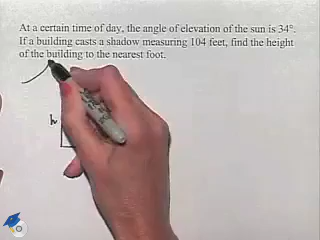 At a certain time of day, the angle of elevation of the sun is 34°.
If a building casts a shadow measuring 104 feet, find the height
of the building to the nearest foot.
h